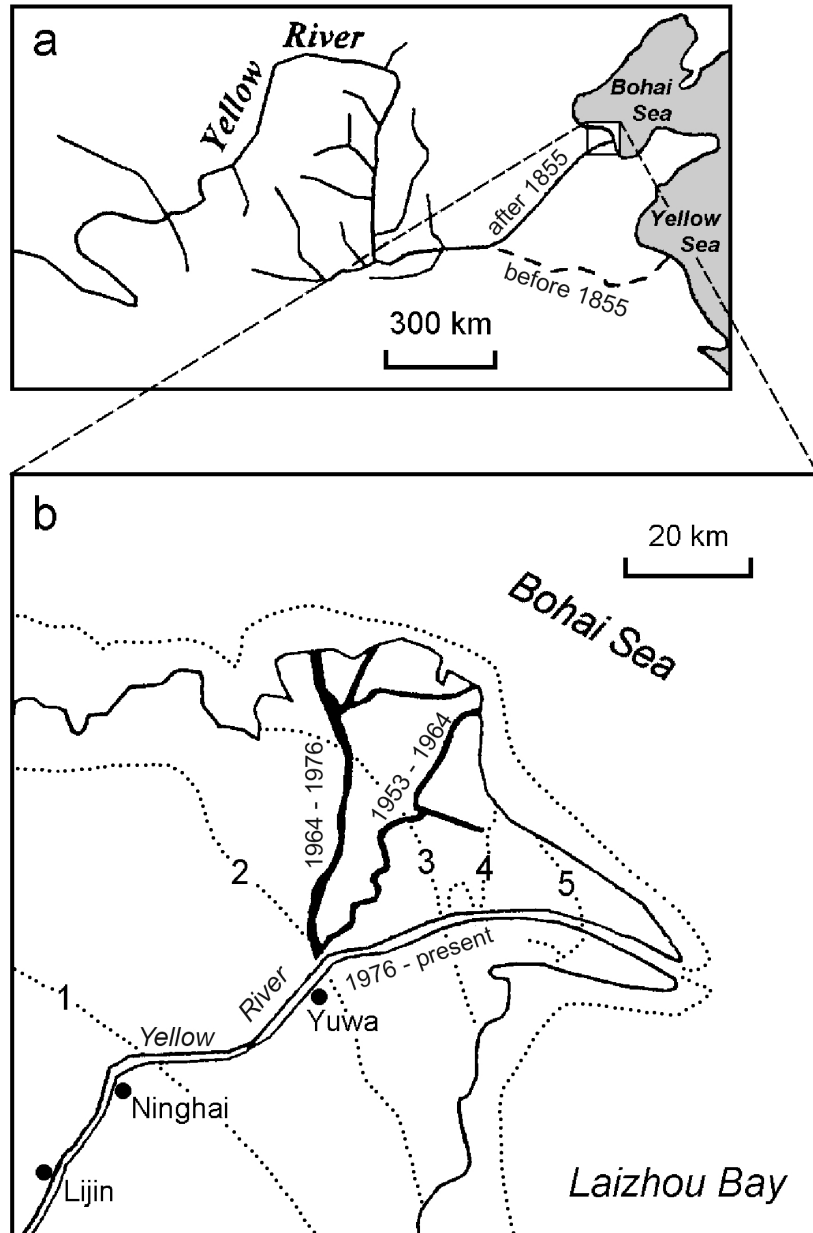 a
River
Yellow
Bohai
Sea
after 1855
Yellow
Sea
before 1855
300 km
b
20 km
Bohai Sea
1964 - 1976
1953 - 1964
2
3
4
5
1976 - present
1
River
Yellow
Yuwa
Ninghai
Lijin
Laizhou Bay